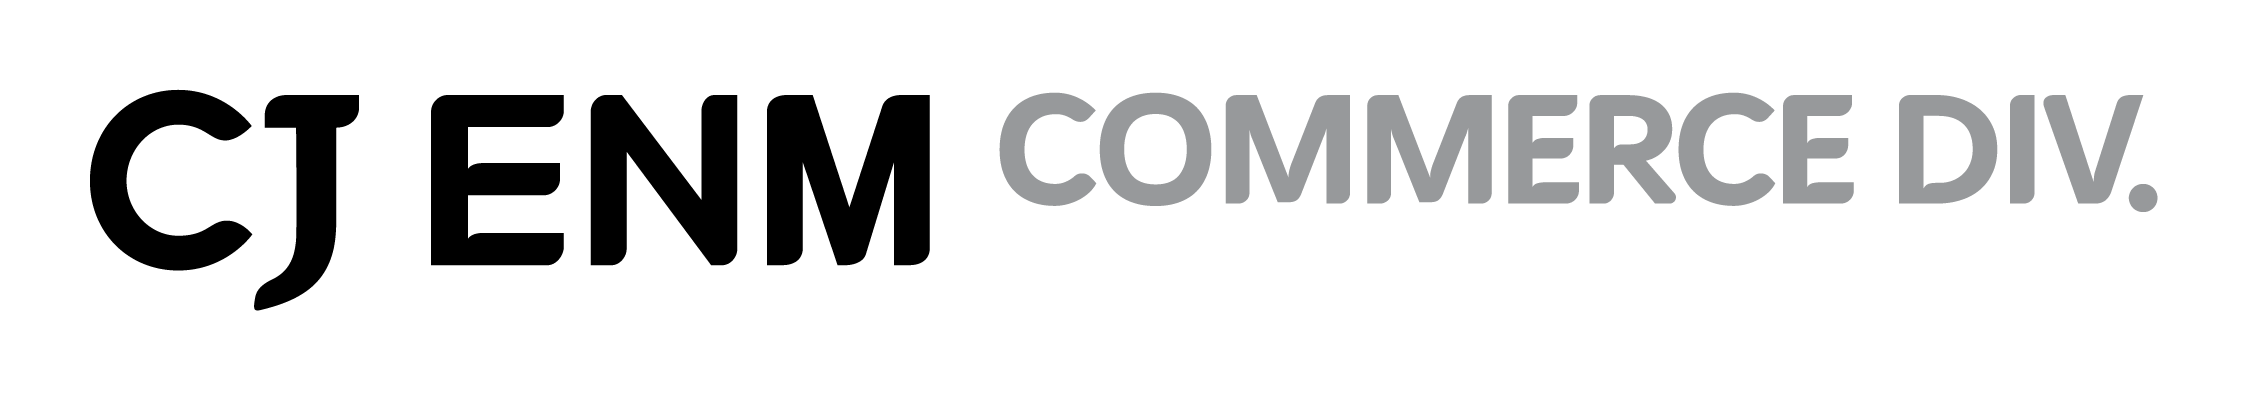 CJ ENM COMMERCE DIV.